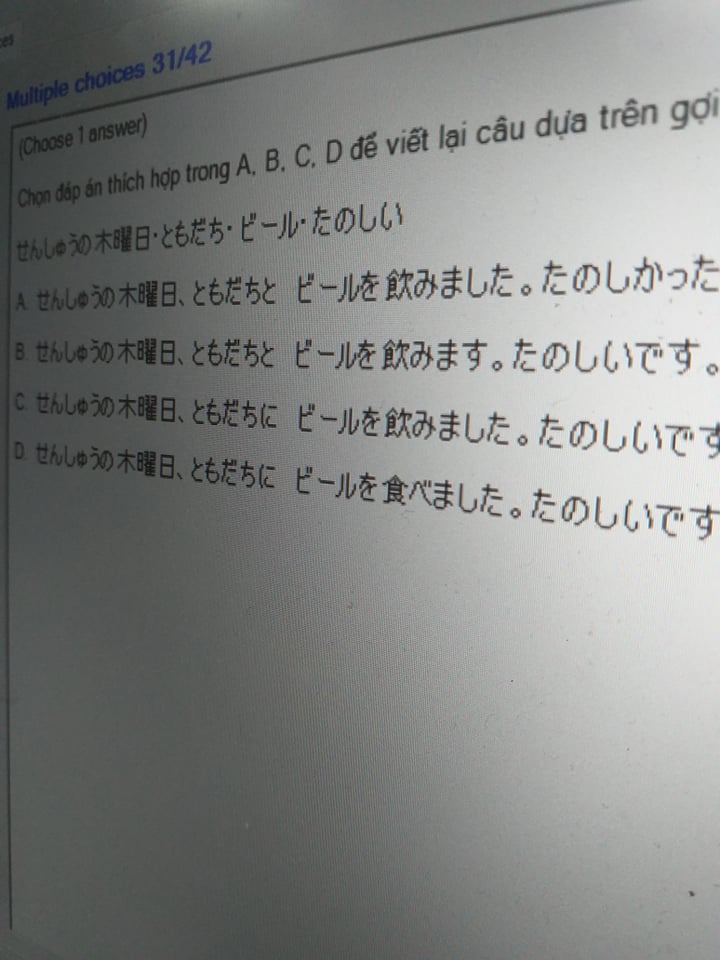 Multiple choices 31/42
(Choose 1 answer)
Chọn đáp án thích hợp trong A, B, C, D để viết lại câu dựa trên gợi
せんしゅうの木曜日・ともだち・ビール・たのしい
A. せんしゅうの木曜日、ともだちと ビールを飲みました。たのしかった
B. せんしゅうの木曜日、ともだちと ビールを飲みます。たのしいです。
C. せんしゅうの木曜日、ともだちに ビールを飲みました。たのしいです
D. せんしゅうの木曜日、ともだちに ビールを食べました。たのしいです